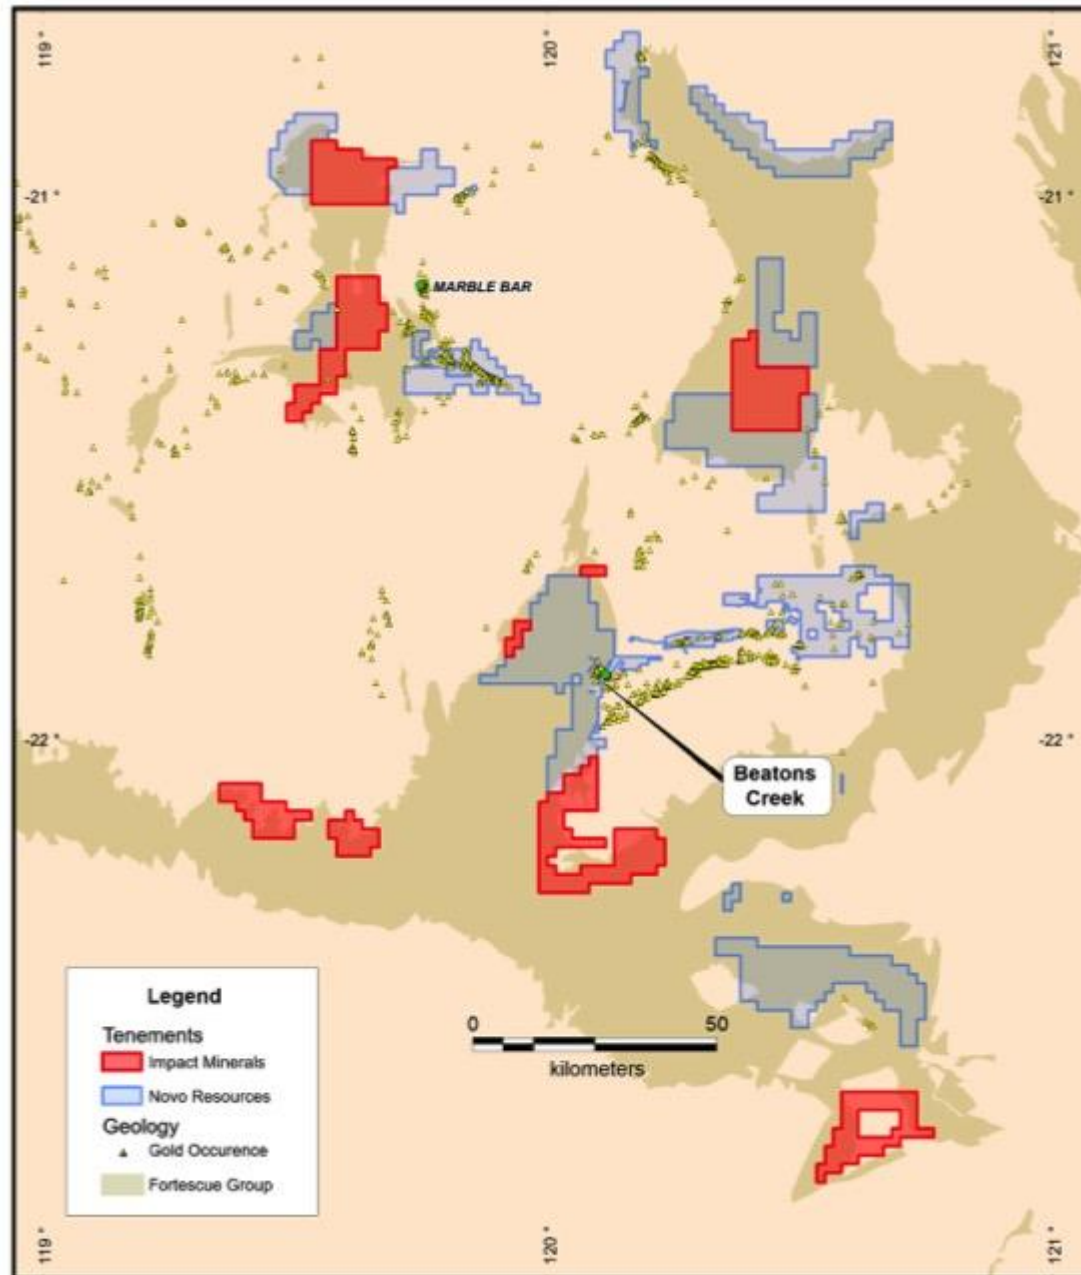 119 °
120 °
121 °
-21 °
-21 °
MARBLE BAR
-22 °
-22 °
Beatons
Creek
Legend
Tenements
Impact Minerals
Novo Resources
Geology
Gold Occurence
Fortescue Group
0 50
kilometers
119 °
120 °
121 °